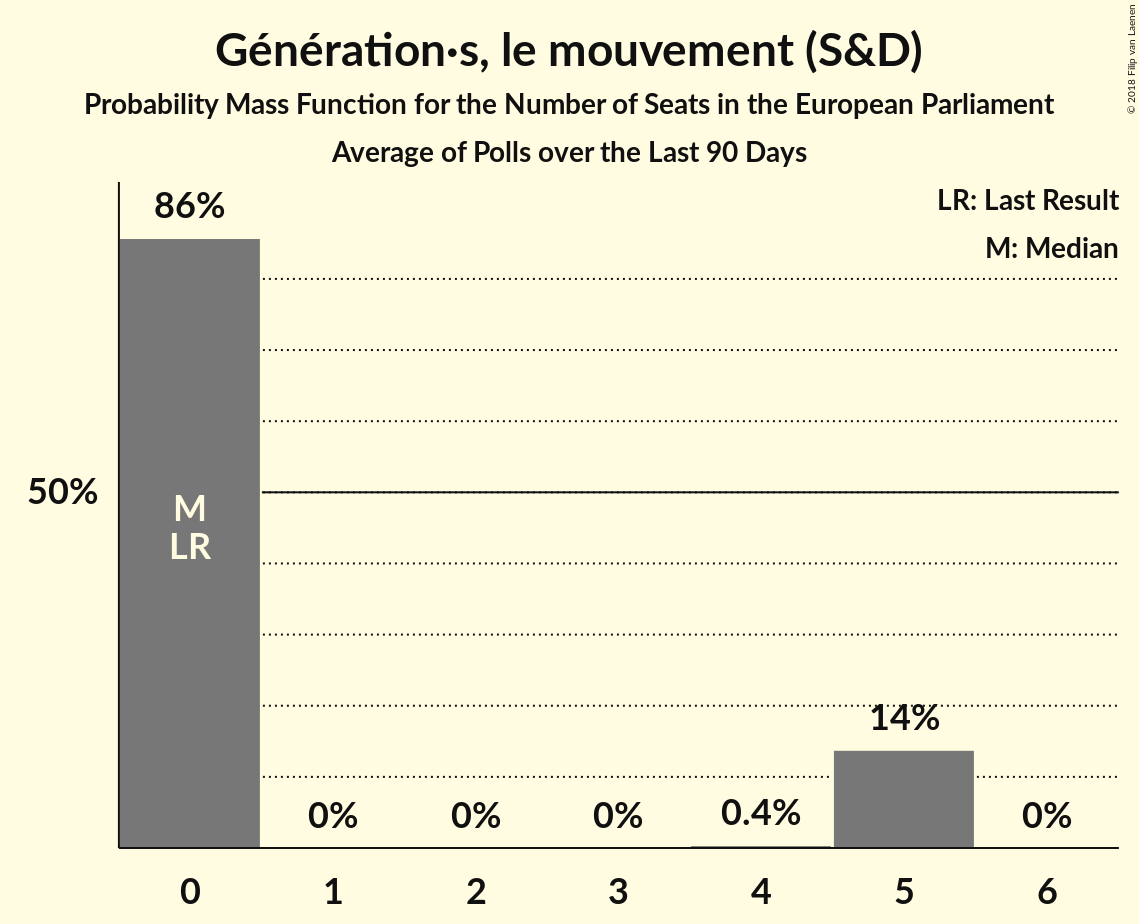 Génération·s, le mouvement (S&D)
Probability Mass Function for the Number of Seats in the European Parliament
Average of Polls over the Last 90 Days
© 2018 Filip van Laenen
LR: Last Result
M: Median
86%
50%
M
LR
14%
0%
0%
0%
0.4%
0%
0
1
2
3
4
5
6